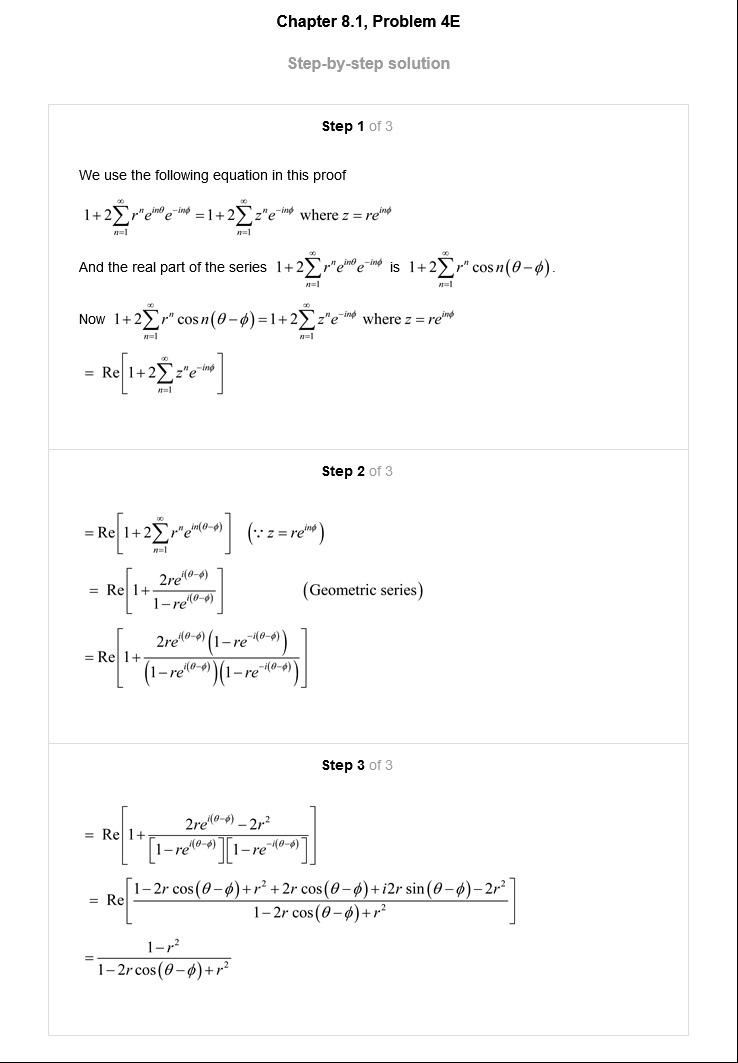 Chapter 8.1, Problem 4E
Step-by-step solution
Step 1 of 3
We use the following equation in this proof
$1+2\sum_{n=1}^{\infty} r^n e^{in\theta} e^{-in\phi} = 1+2\sum_{n=1}^{\infty} z^n e^{-in\phi}$ where $z = re^{in\phi}$
And the real part of the series $1+2\sum_{n=1}^{\infty} r^n e^{in\theta} e^{-in\phi}$ is $1+2\sum_{n=1}^{\infty} r^n \cos n(\theta-\phi)$.
Now $1+2\sum_{n=1}^{\infty} r^n \cos n(\theta-\phi) = 1+2\sum_{n=1}^{\infty} z^n e^{-in\phi}$ where $z = re^{in\phi}$
$= \text{Re}\left[1+2\sum_{n=1}^{\infty} z^n e^{-in\phi}\right]$
Step 2 of 3
$= \text{Re}\left[1+2\sum_{n=1}^{\infty} r^n e^{in(\theta-\phi)}\right]$ $(\because z = re^{in\phi})$
$= \text{Re}\left[1+\frac{2re^{i(\theta-\phi)}}{1-re^{i(\theta-\phi)}}\right]$ (Geometric series)
$= \text{Re}\left[1+\frac{2re^{i(\theta-\phi)}\left(1-re^{-i(\theta-\phi)}\right)}{\left(1-re^{i(\theta-\phi)}\right)\left(1-re^{-i(\theta-\phi)}\right)}\right]$
Step 3 of 3
$= \text{Re}\left[1+\frac{2re^{i(\theta-\phi)}-2r^2}{\left[1-re^{i(\theta-\phi)}\right]\left[1-re^{-i(\theta-\phi)}\right]}\right]$
$= \text{Re}\left[\frac{1-2r\cos(\theta-\phi)+r^2+2r\cos(\theta-\phi)+i2r\sin(\theta-\phi)-2r^2}{1-2r\cos(\theta-\phi)+r^2}\right]$
$= \frac{1-r^2}{1-2r\cos(\theta-\phi)+r^2}$